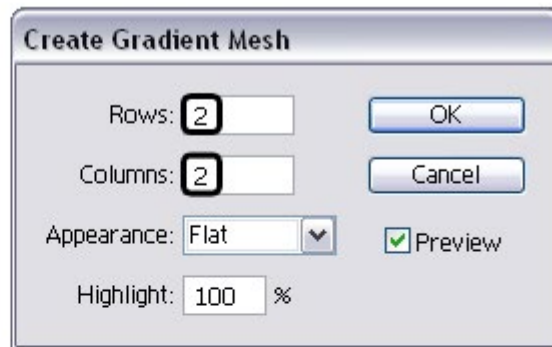 Create Gradient Mesh
Rows: 2
OK
Columns: 2
Cancel
Appearance: Flat
Preview
Highlight: 100 %